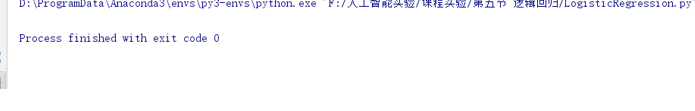 D:\ProgramData\Anaconda3\envs\py3-envs\python.exe "F:/人工智能实验/课程实验/第五节 逻辑回归/LogisticRegression.py"
Process finished with exit code 0